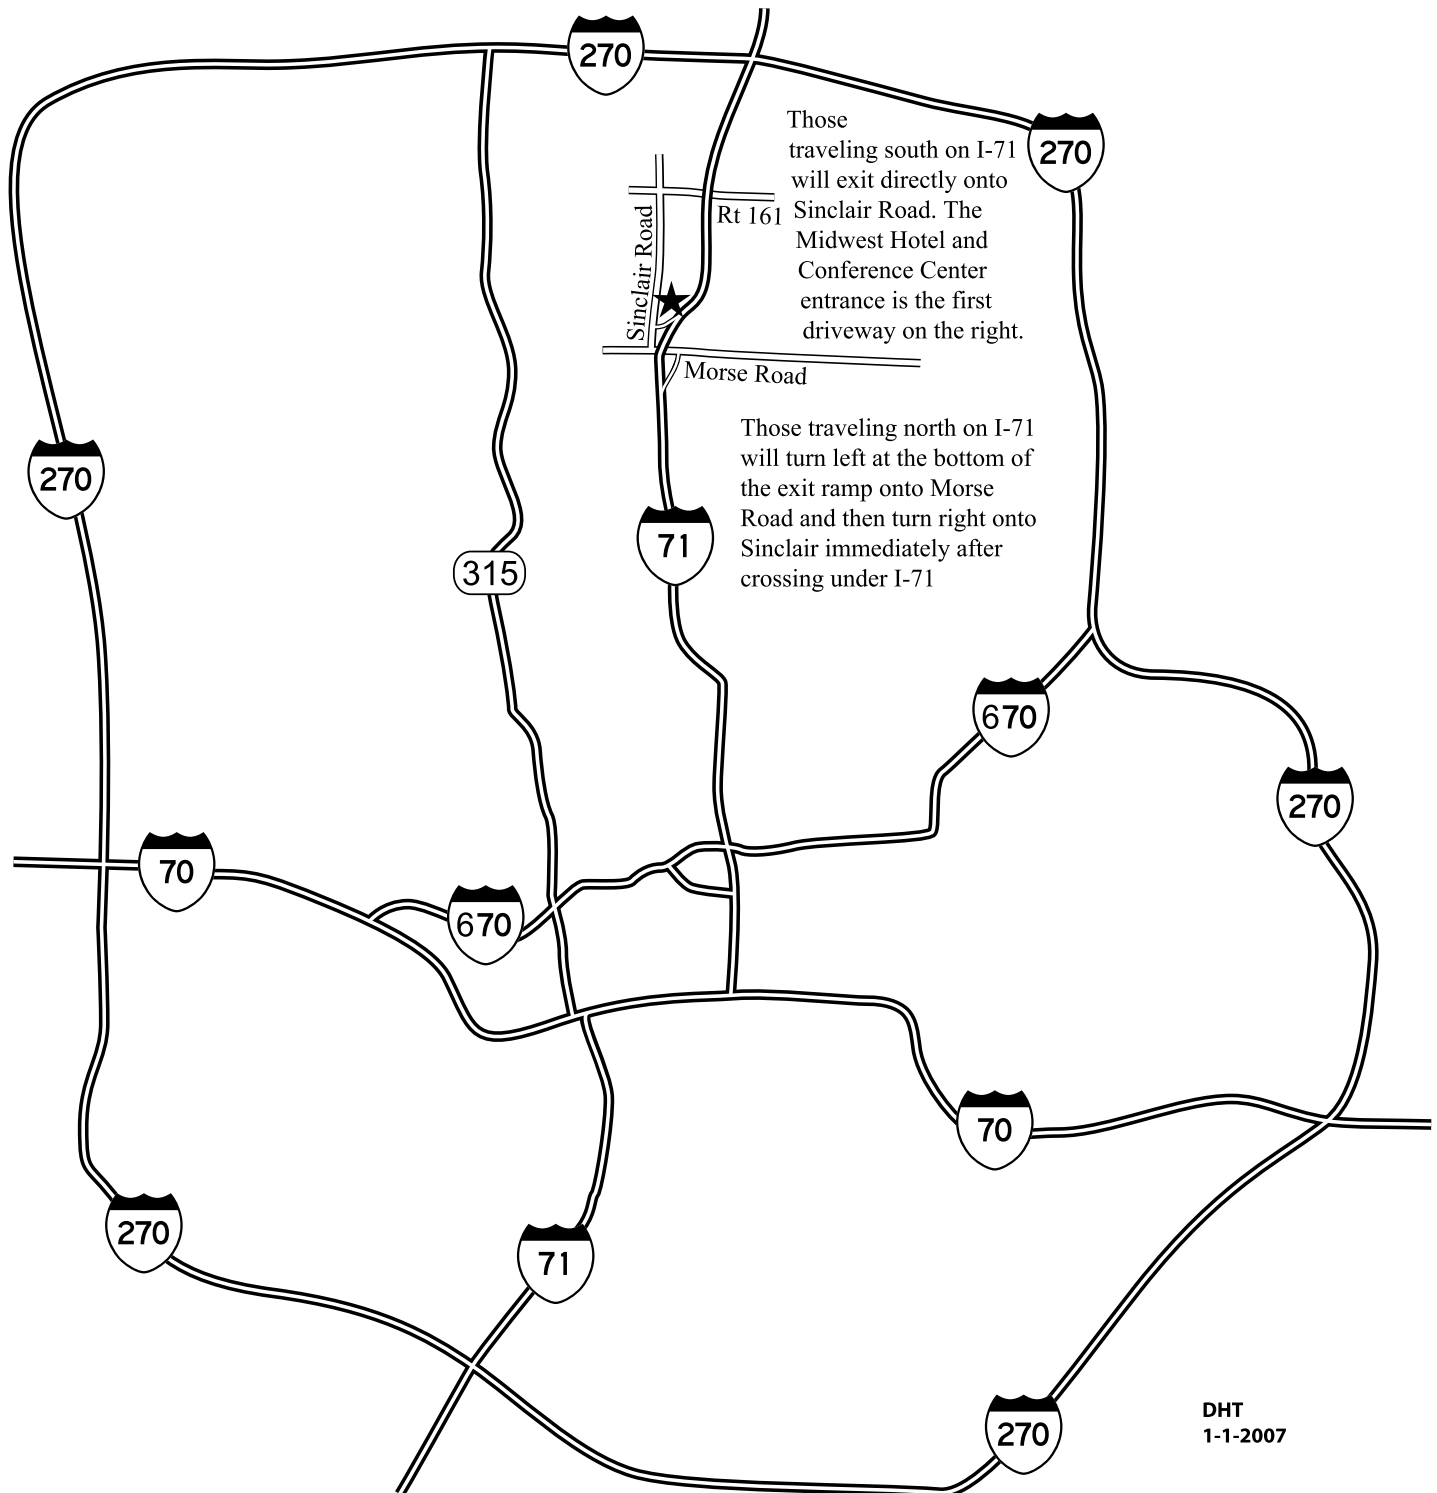 270
Those
traveling south on I-71
will exit directly onto
Sinclair Road. The
Midwest Hotel and
Conference Center
entrance is the first
driveway on the right.
270
Rt 161
Sinclair Road
Morse Road
Those traveling north on I-71
will turn left at the bottom of
the exit ramp onto Morse
Road and then turn right onto
Sinclair immediately after
crossing under I-71
270
71
315
670
270
70
670
70
270
71
270
DHT
1-1-2007